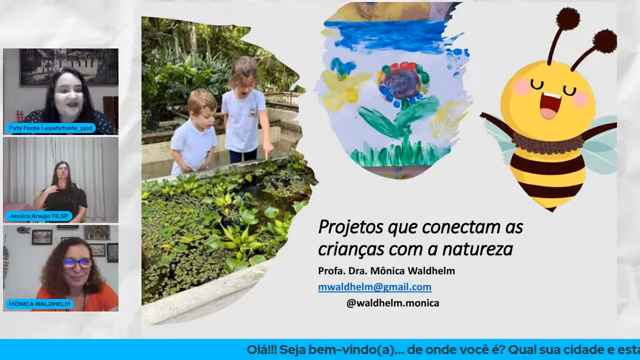 Paty Fonte | @patyfonte_ppd
Jessica Araujo TILSP
MÔNICA WALDHELM
Projetos que conectam as
crianças com a natureza
Profa. Dra. Mônica Waldhelm
mwaldhelm@gmail.com
@waldhelm.monica
Olá!!! Seja bem-vindo(a)... de onde você é? Qual sua cidade e esta